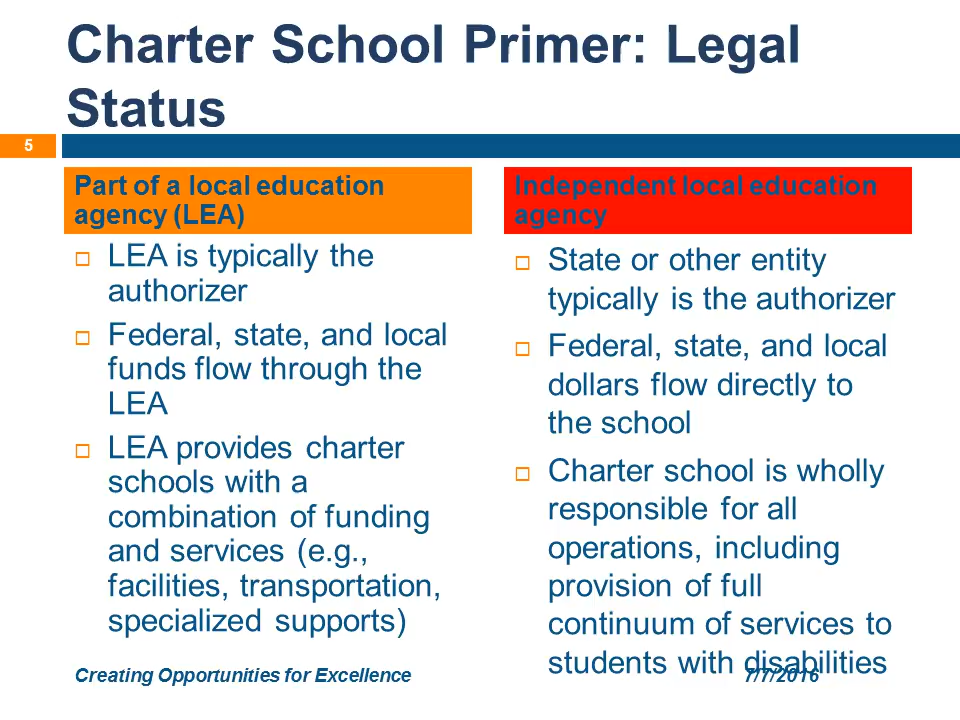 Charter School Primer: Legal
Status
5
Part of a local education
agency (LEA)
LEA is typically the
authorizer
Federal, state, and local
funds flow through the
LEA
LEA provides charter
schools with a
combination of funding
and services (e.g.,
facilities, transportation,
specialized supports)
Independent local education
agency
State or other entity
typically is the authorizer
Federal, state, and local
dollars flow directly to
the school
Charter school is wholly
responsible for all
operations, including
provision of full
continuum of services to
students with disabilities
Creating Opportunities for Excellence
7/7/2016